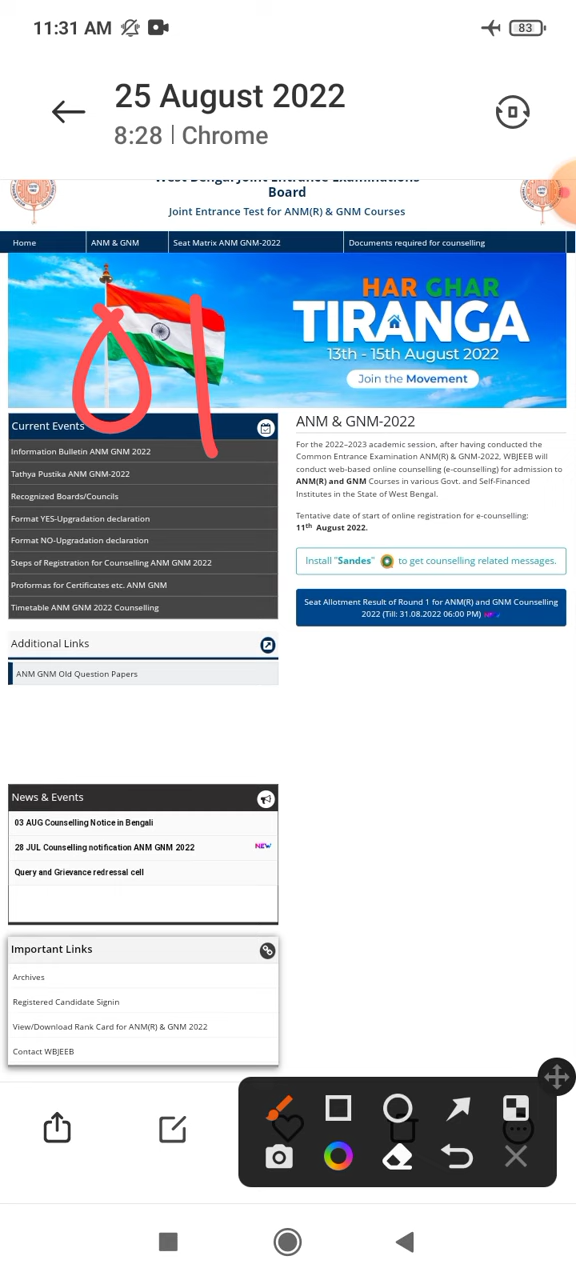 11:31 AM
83
25 August 2022
8:28 | Chrome
West Bengal Joint Entrance Examinations
Board
Joint Entrance Test for ANM(R) & GNM Courses
Home
ANM & GNM
Seat Matrix ANM GNM-2022
Documents required for counselling
HAR GHAR
TIRANGA
13th - 15th August 2022
Join the Movement
Current Events
Information Bulletin ANM GNM 2022
Tathya Pustika ANM GNM-2022
Recognized Boards/Councils
Format YES-Upgradation declaration
Format NO-Upgradation declaration
Steps of Registration for Counselling ANM GNM 2022
Proformas for Certificates etc. ANM GNM
Timetable ANM GNM 2022 Counselling
ANM & GNM-2022
For the 2022–2023 academic session, after having conducted the
Common Entrance Examination ANM(R) & GNM-2022, WBJEEB will
conduct web-based online counselling (e-counselling) for admission to
ANM(R) and GNM Courses in various Govt. and Self-Financed
Institutes in the State of West Bengal.
Tentative date of start of online registration for e-counselling:
11th August 2022.
Install "Sandes" to get counselling related messages.
Seat Allotment Result of Round 1 for ANM(R) and GNM Counselling
2022 (Till: 31.08.2022 06:00 PM) NEW
Additional Links
ANM GNM Old Question Papers
News & Events
03 AUG Counselling Notice in Bengali
28 JUL Counselling notification ANM GNM 2022 NEW
Query and Grievance redressal cell
Important Links
Archives
Registered Candidate Signin
View/Download Rank Card for ANM(R) & GNM 2022
Contact WBJEEB